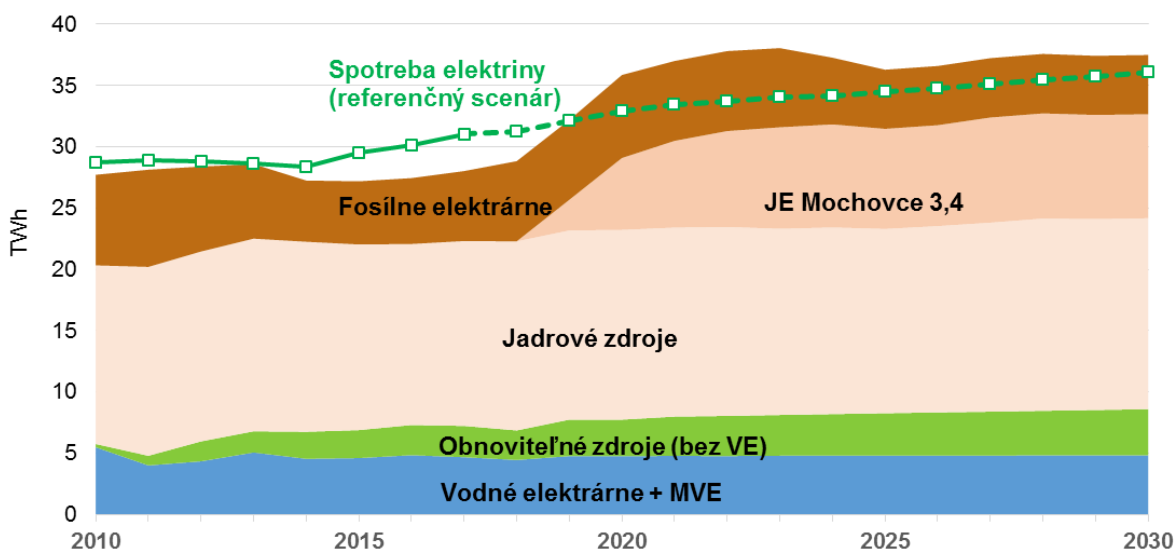 40
35
30
25
20
15
10
5
0
TWh
Spotreba elektriny
(referenčný scenár)
Fosílne elektrárne
JE Mochovce 3,4
Jadrové zdroje
Obnoviteľné zdroje (bez VE)
Vodné elektrárne + MVE
2010 2015 2020 2025 2030